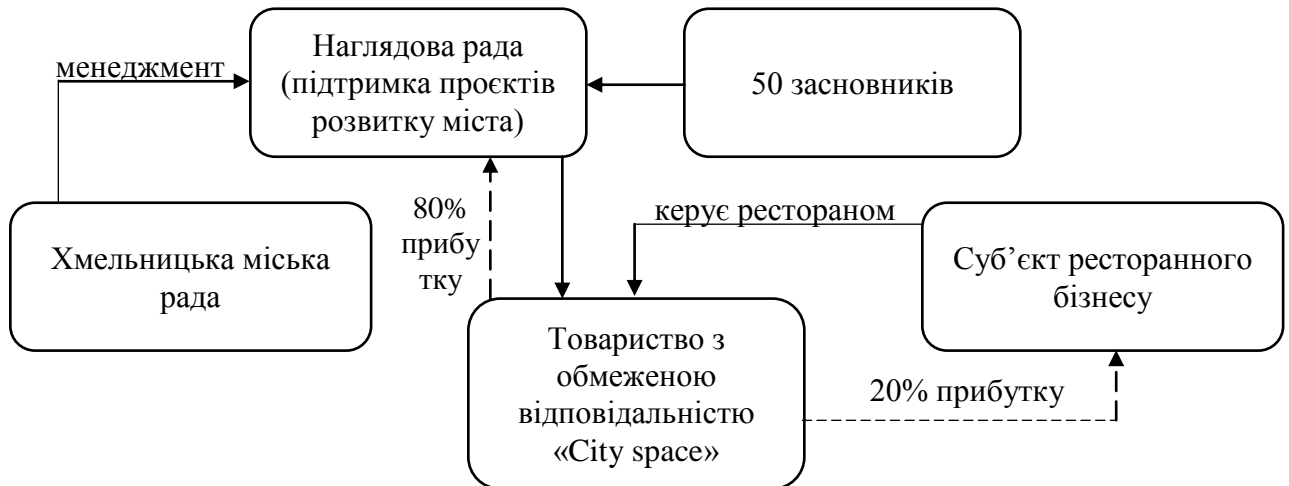 менеджмент
Наглядова рада
(підтримка проєктів
розвитку міста)
50 засновників
Хмельницька міська
рада
80%
прибу
тку
керує рестораном
Суб’єкт ресторанного
бізнесу
Товариство з
обмеженою
відповідальністю
«City space»
20% прибутку